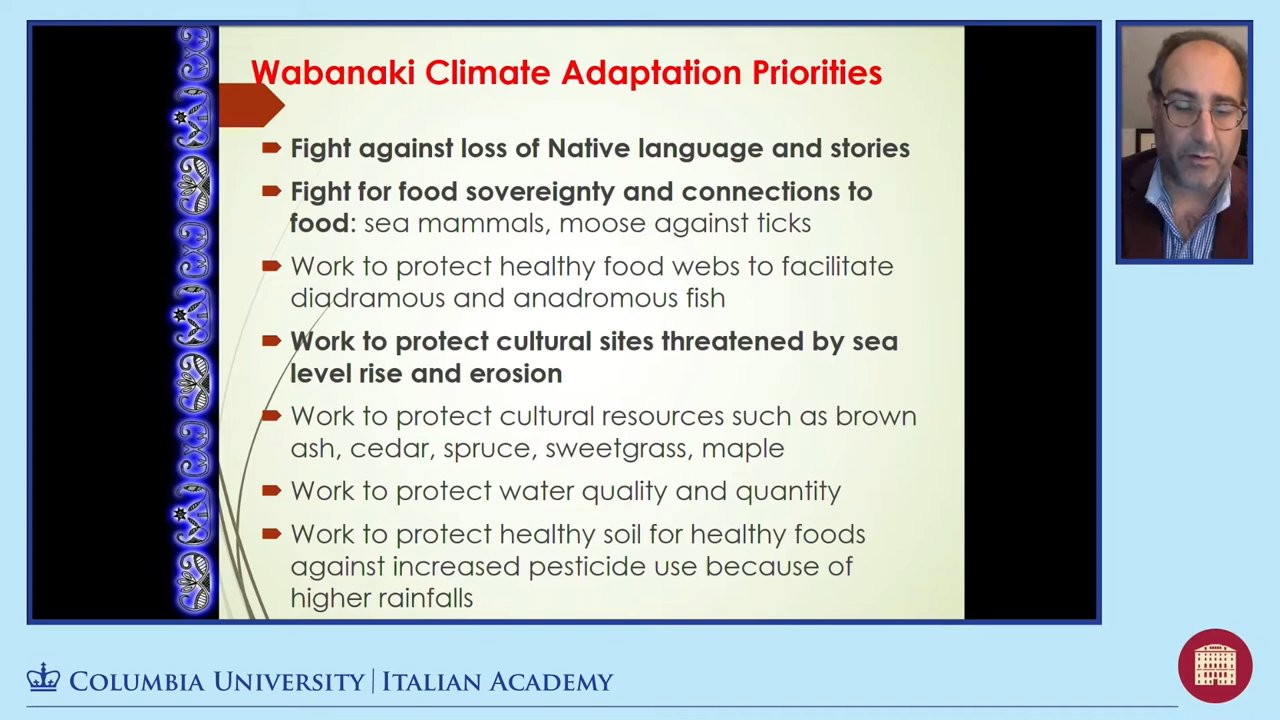 Wabanaki Climate Adaptation Priorities
Fight against loss of Native language and stories
Fight for food sovereignty and connections to
food: sea mammals, moose against ticks
Work to protect healthy food webs to facilitate
diadramous and anadromous fish
Work to protect cultural sites threatened by sea
level rise and erosion
Work to protect cultural resources such as brown
ash, cedar, spruce, sweetgrass, maple
Work to protect water quality and quantity
Work to protect healthy soil for healthy foods
against increased pesticide use because of
higher rainfalls
COLUMBIA UNIVERSITY | ITALIAN ACADEMY